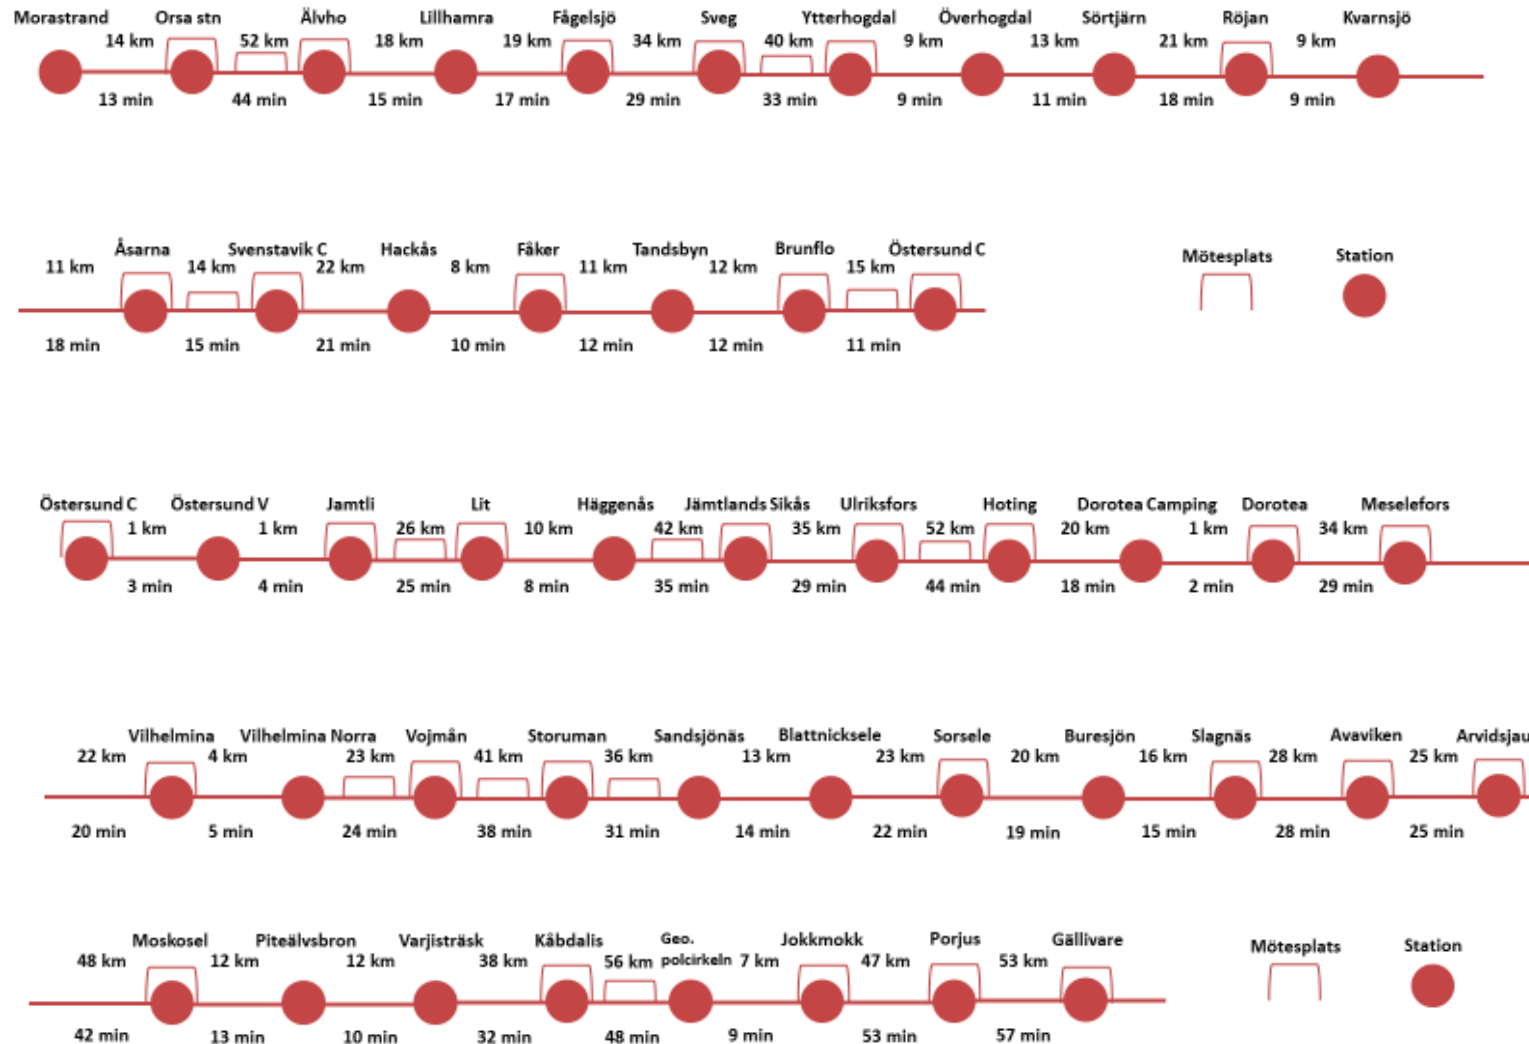 Morastrand Orsa stn Älvho Lillhamra Fågelsjö Sveg Ytterhogdal Överhogdal Sörtjärn Röjan Kvarnsjö
14 km 52 km 18 km 19 km 34 km 40 km 9 km 13 km 21 km 9 km
13 min 44 min 15 min 17 min 29 min 33 min 9 min 11 min 18 min 9 min
Åsarna Svenstavik C Hackås Fåker Tandsbyn Brunflo Östersund C Mötesplats Station
11 km 14 km 22 km 8 km 11 km 12 km 15 km
18 min 15 min 21 min 10 min 12 min 12 min 11 min
Östersund C Östersund V Jamtli Lit Häggenås Jämtlands Sikås Ulriksfors Hoting Dorotea Camping Dorotea Meselefors
1 km 1 km 26 km 10 km 42 km 35 km 52 km 20 km 1 km 34 km
3 min 4 min 25 min 8 min 35 min 29 min 44 min 18 min 2 min 29 min
Vilhelmina Vilhelmina Norra Vojmån Storuman Sandsjönäs Blattnicksele Sorsele Buresjön Slagnäs Avaviken Arvidsjaur
22 km 4 km 23 km 41 km 36 km 13 km 23 km 20 km 16 km 28 km 25 km
20 min 5 min 24 min 38 min 31 min 14 min 22 min 19 min 15 min 28 min 25 min
Moskosel Piteälvsbron Varjisträsk Kåbdalis Geo. polcirkeln Jokkmokk Porjus Gällivare Mötesplats Station
48 km 12 km 12 km 38 km 56 km 7 km 47 km 53 km
42 min 13 min 10 min 32 min 48 min 9 min 53 min 57 min